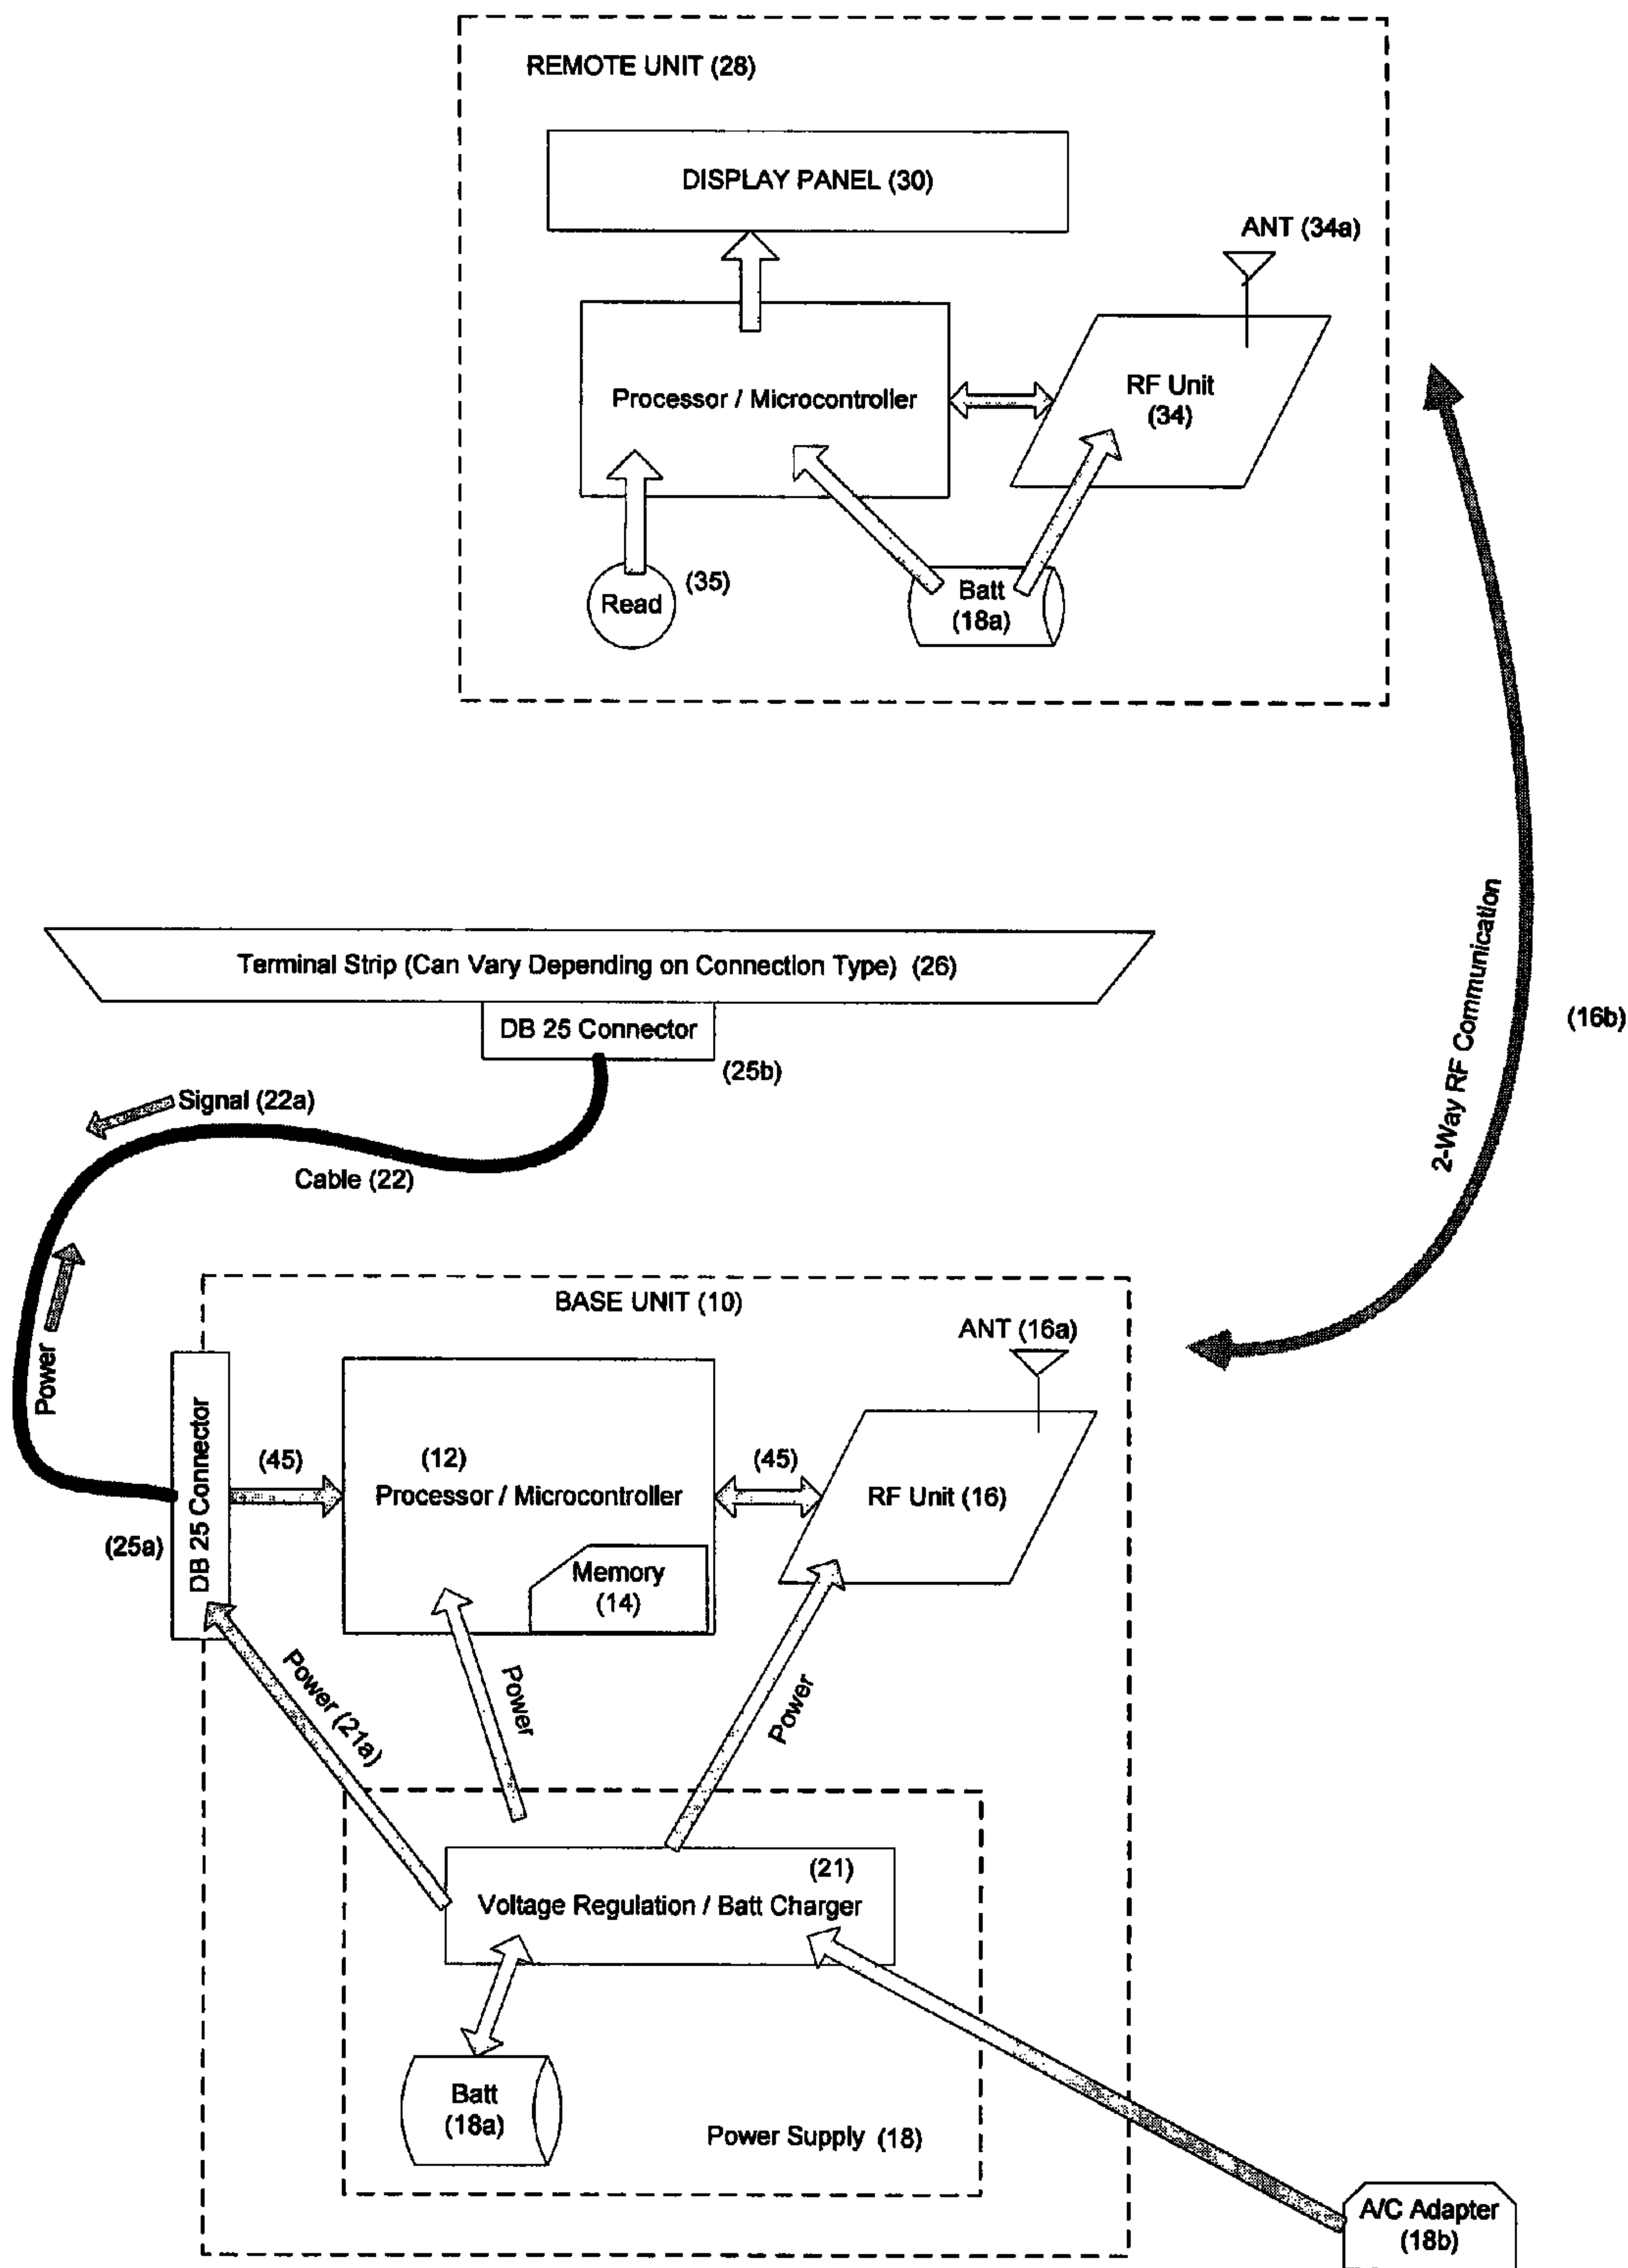 REMOTE UNIT (28)
DISPLAY PANEL (30)
ANT (34a)
Processor / Microcontroller
RF Unit
(34)
Read
(35)
Batt
(18a)
2-Way RF Communication
(16b)
Terminal Strip (Can Vary Depending on Connection Type) (26)
DB 25 Connector
(25b)
Signal (22a)
Cable (22)
Power
BASE UNIT (10)
ANT (16a)
DB 25 Connector
(25a)
(45)
(12)
Processor / Microcontroller
(45)
RF Unit (16)
Memory
(14)
Power (21a)
Power
Power
(21)
Voltage Regulation / Batt Charger
Batt
(18a)
Power Supply (18)
A/C Adapter
(18b)